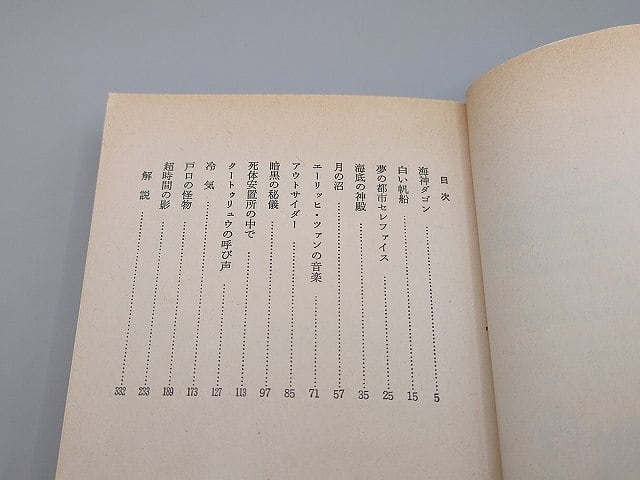 目次
海神ダゴン……5
白い帆船……15
夢の都市セレファイス……25
海底の神殿……35
月の沼……57
エーリッヒ・ツァンの音楽……71
アウトサイダー……85
暗黒の秘儀……97
死体安置所の中で……113
クートゥリュウの呼び声……127
冷気……173
戸口の怪物……189
超時間の影……233
解説……332